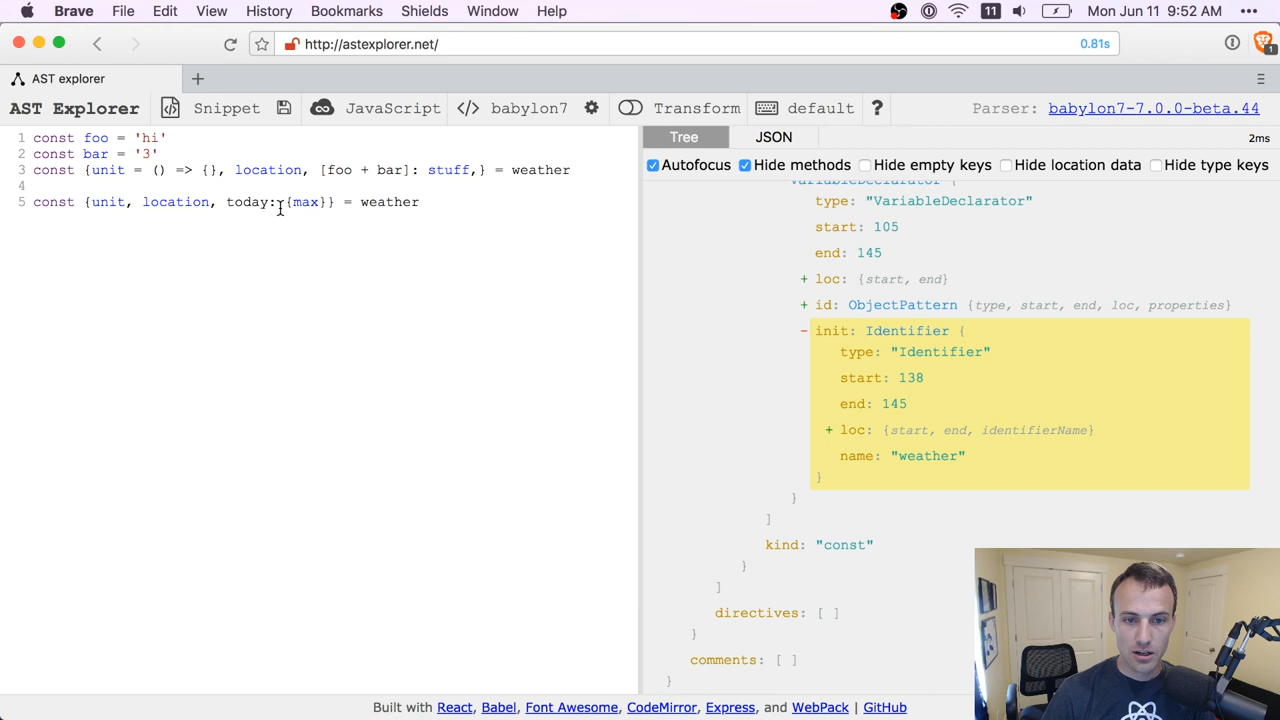 Brave File Edit View History Bookmarks Shields Window Help 11 Mon Jun 11 9:52 AM
http://astexplorer.net/ 0.81s 1
AST explorer
AST Explorer Snippet JavaScript babylon7 Transform default ? Parser: babylon7-7.0.0-beta.44
Tree JSON 2ms
Autofocus Hide methods Hide empty keys Hide location data Hide type keys
1 const foo = 'hi'
2 const bar = '3'
3 const {unit = () => {}, location, [foo + bar]: stuff,} = weather
4
5 const {unit, location, today: {max}} = weather
VariableDeclarator {
type: "VariableDeclarator"
start: 105
end: 145
+ loc: {start, end}
+ id: ObjectPattern {type, start, end, loc, properties}
- init: Identifier {
type: "Identifier"
start: 138
end: 145
+ loc: {start, end, identifierName}
name: "weather"
}
}
]
kind: "const"
}
]
directives: [ ]
}
comments: [ ]
}
Built with React, Babel, Font Awesome, CodeMirror, Express, and WebPack | GitHub